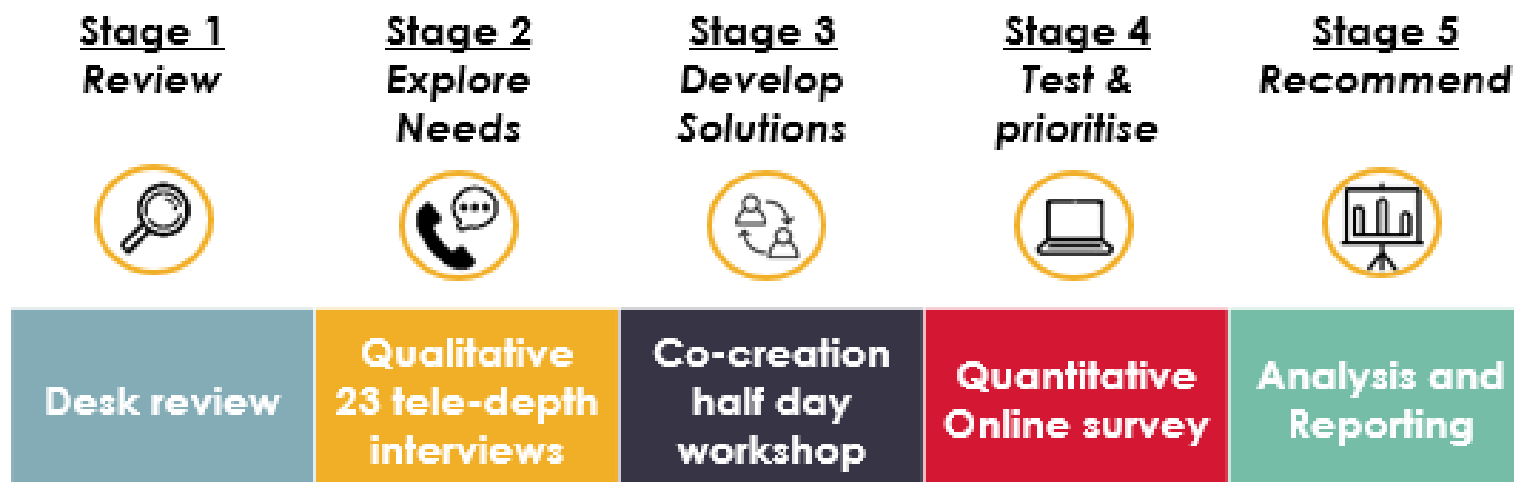 Stage 1
Review
Stage 2
Explore
Needs
Stage 3
Develop
Solutions
Stage 4
Test &
prioritise
Stage 5
Recommend
Desk review
Qualitative
23 tele-depth
interviews
Co-creation
half day
workshop
Quantitative
Online survey
Analysis and
Reporting